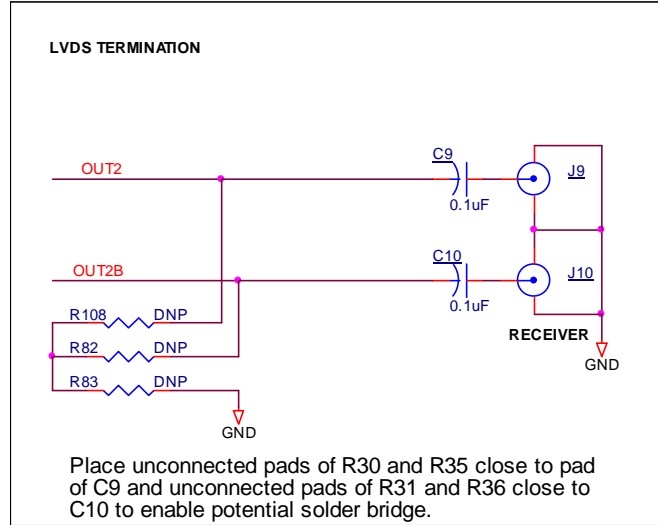 LVDS TERMINATION
OUT2
C9
J9
0.1uF
OUT2B
C10
J10
0.1uF
R108 DNP
RECEIVER
R82 DNP
GND
R83 DNP
GND
Place unconnected pads of R30 and R35 close to pad
of C9 and unconnected pads of R31 and R36 close to
C10 to enable potential solder bridge.